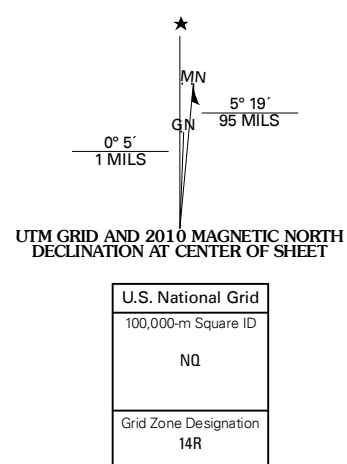 MN
5° 19´
95 MILS
GN
0° 5´
1 MILS
UTM GRID AND 2010 MAGNETIC NORTH
DECLINATION AT CENTER OF SHEET
U.S. National Grid
100,000-m Square ID
NQ
Grid Zone Designation
14R